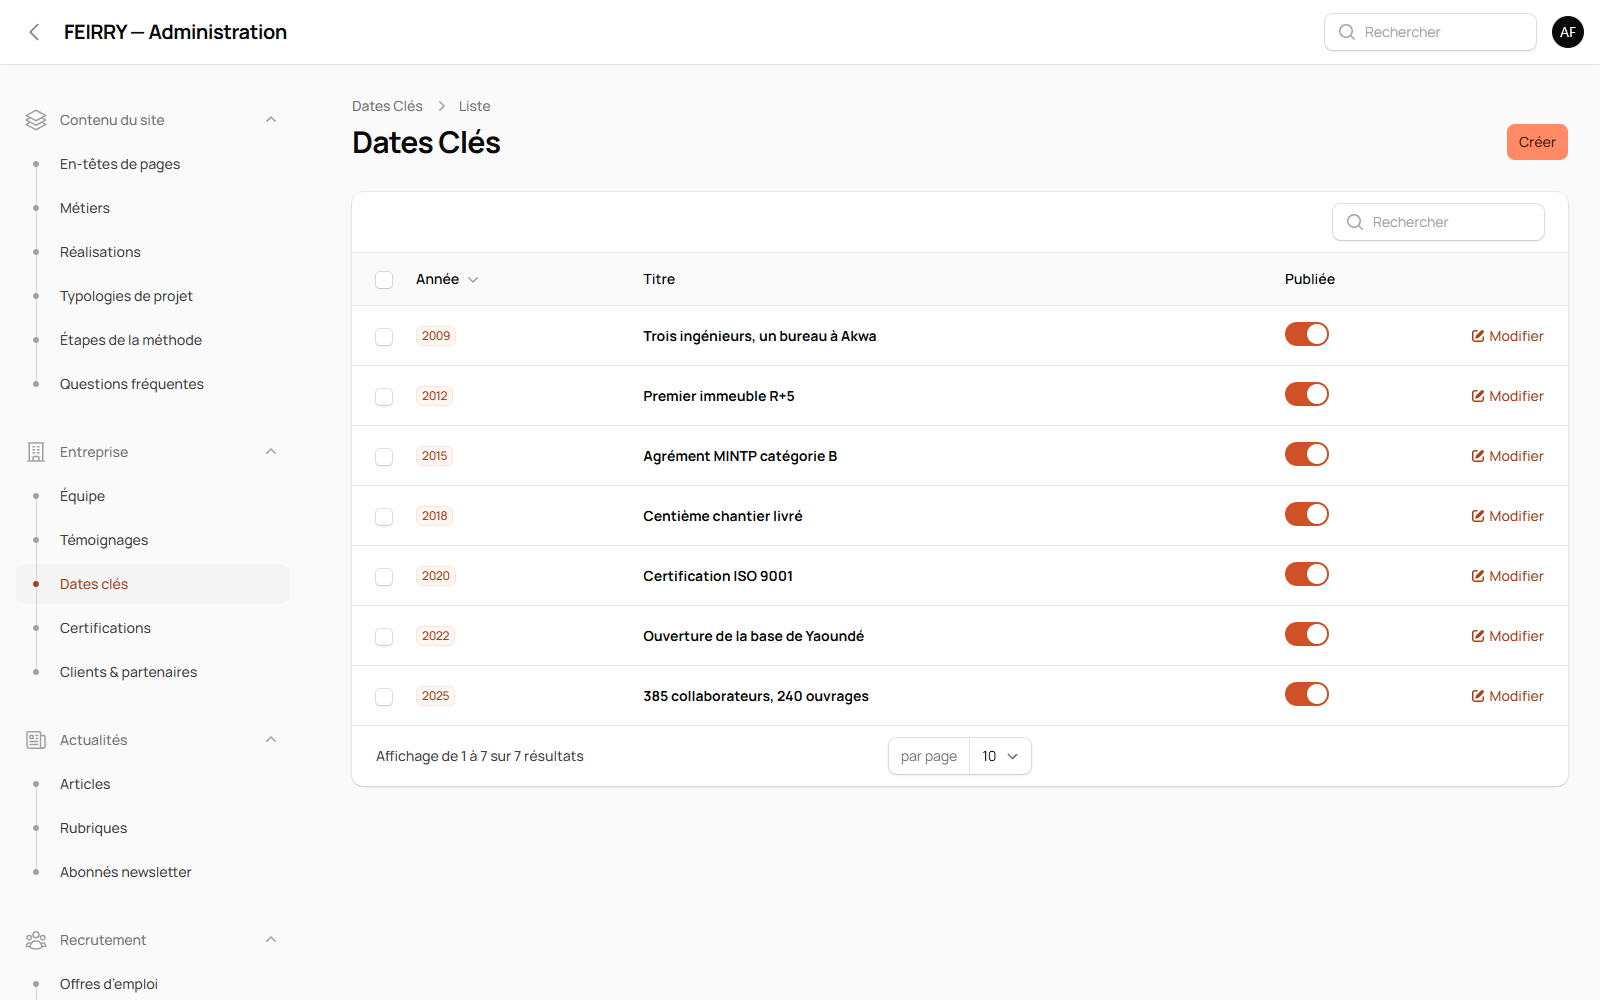 FEIRRY — Administration
Rechercher
AF
Contenu du site
En-têtes de pages
Métiers
Réalisations
Typologies de projet
Étapes de la méthode
Questions fréquentes
Entreprise
Équipe
Témoignages
Dates clés
Certifications
Clients & partenaires
Actualités
Articles
Rubriques
Abonnés newsletter
Recrutement
Offres d'emploi
Dates Clés > Liste
Dates Clés
Créer
Rechercher
Année Titre Publiée
2009 Trois ingénieurs, un bureau à Akwa Modifier
2012 Premier immeuble R+5 Modifier
2015 Agrément MINTP catégorie B Modifier
2018 Centième chantier livré Modifier
2020 Certification ISO 9001 Modifier
2022 Ouverture de la base de Yaoundé Modifier
2025 385 collaborateurs, 240 ouvrages Modifier
Affichage de 1 à 7 sur 7 résultats par page 10